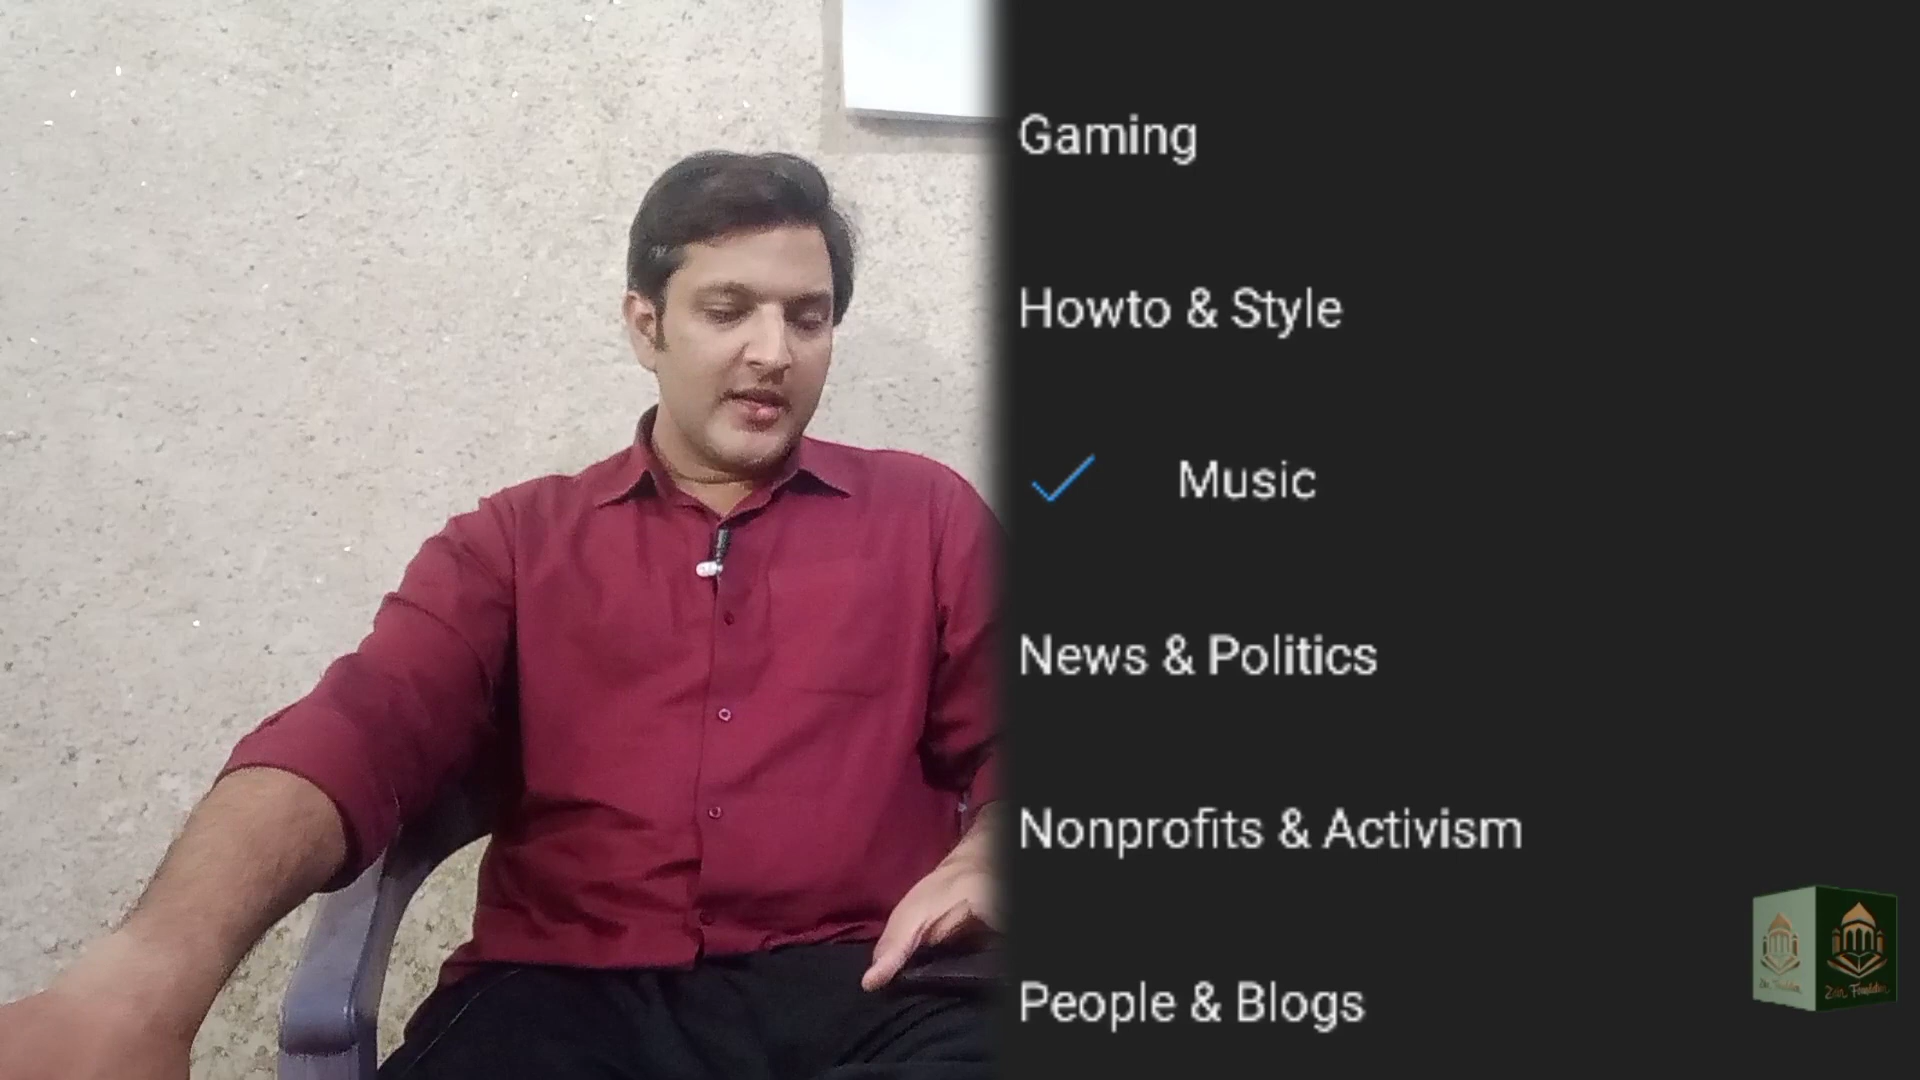 Gaming
Howto & Style
Music
News & Politics
Nonprofits & Activism
People & Blogs